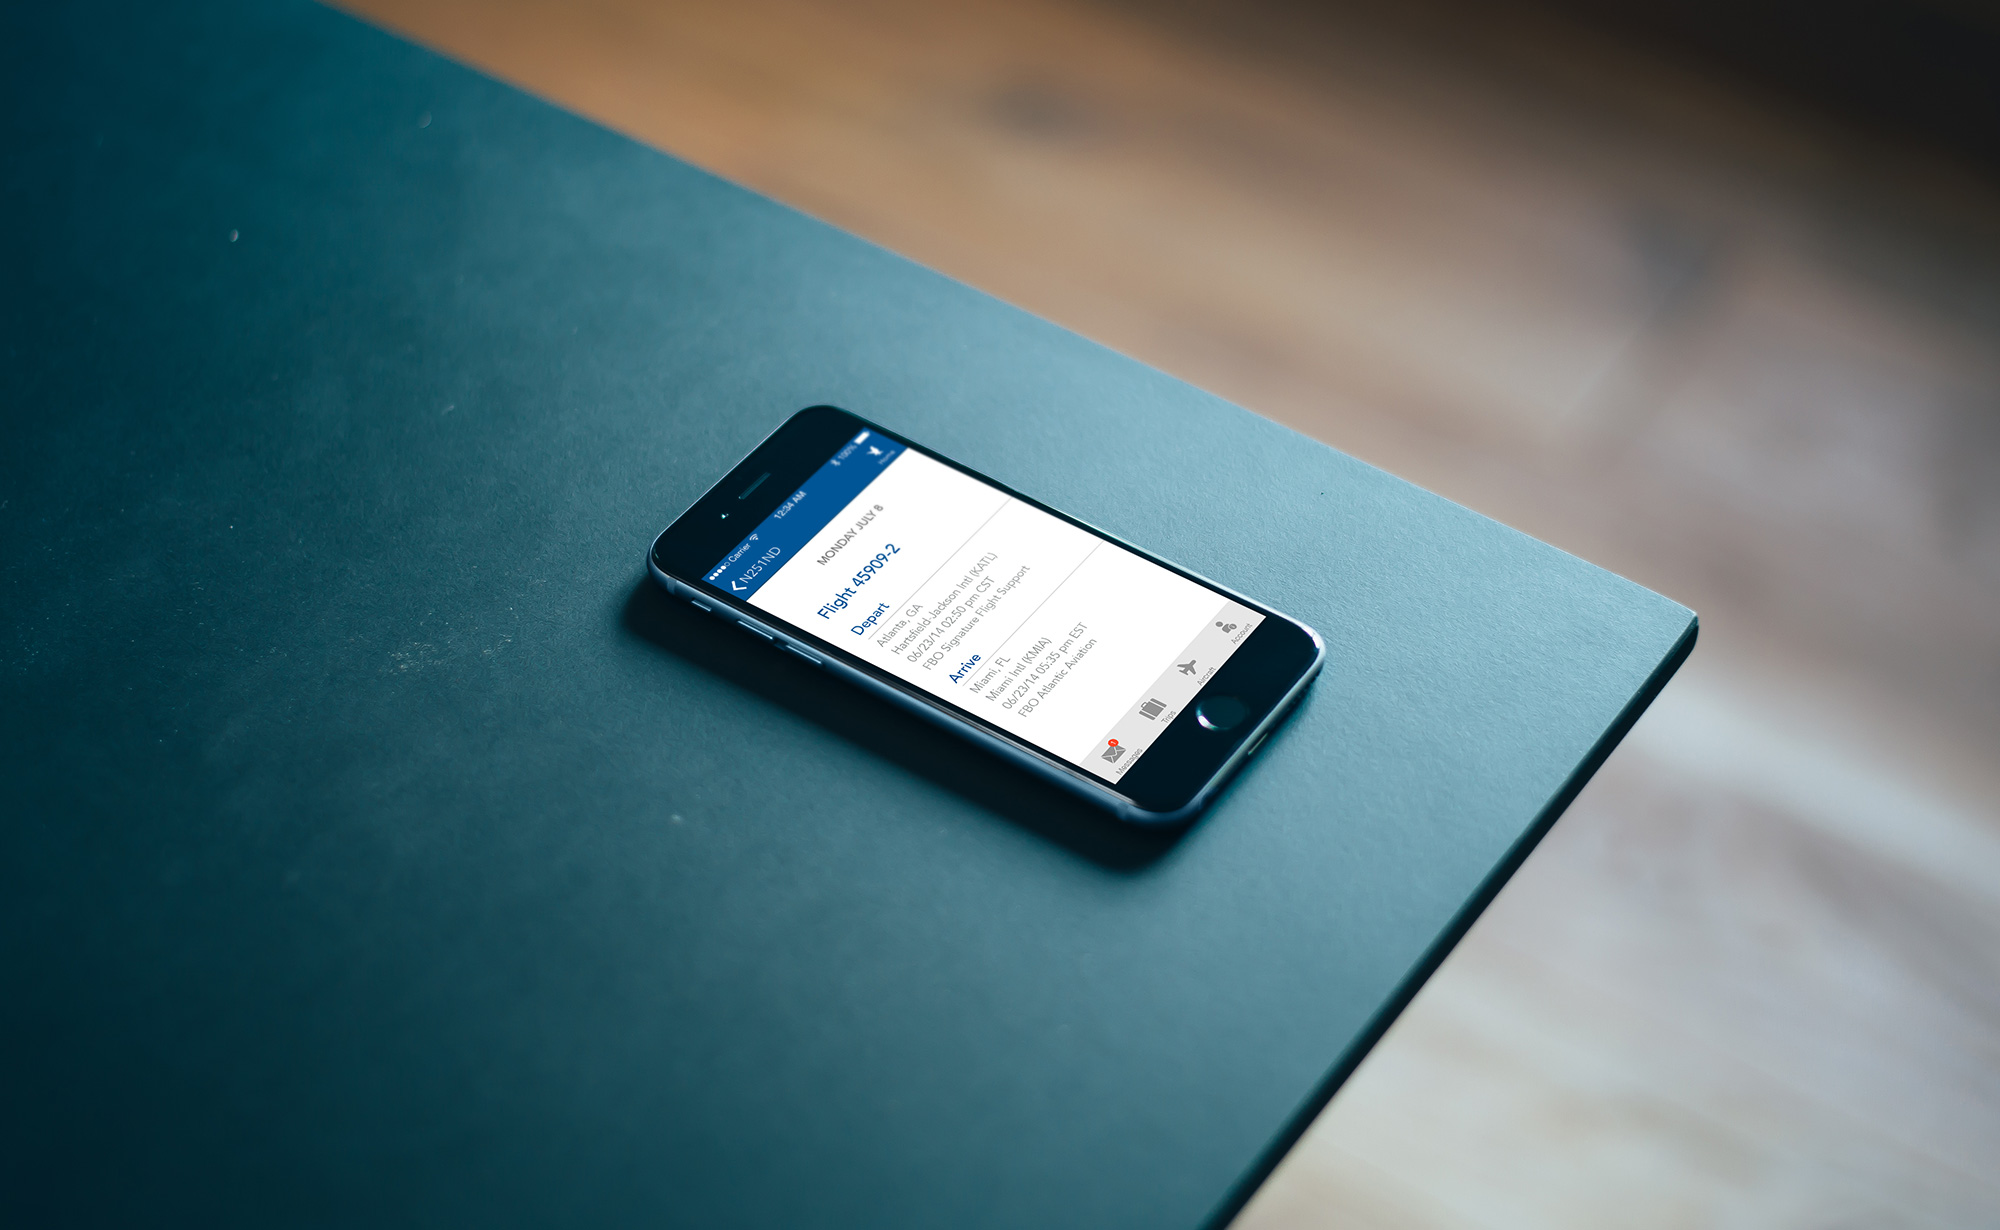 Carrier 12:34 AM 100%
N251ND Home
MONDAY JULY 8
Flight 45909-2
Depart
Atlanta, GA
Hartsfield-Jackson Intl (KATL)
06/23/14 02:50 pm CST
FBO Signature Flight Support
Arrive
Miami, FL
Miami Intl (KMIA)
06/23/14 05:35 pm EST
FBO Atlantic Aviation
Messages Trips Aircraft Account